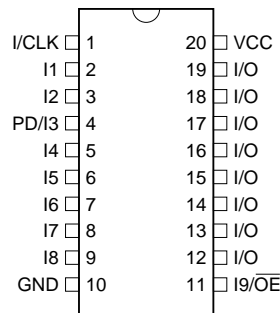 I/CLK 1 20 VCC
I1 2 19 I/O
I2 3 18 I/O
PD/I3 4 17 I/O
I4 5 16 I/O
I5 6 15 I/O
I6 7 14 I/O
I7 8 13 I/O
I8 9 12 I/O
GND 10 11 I9/O̅E̅